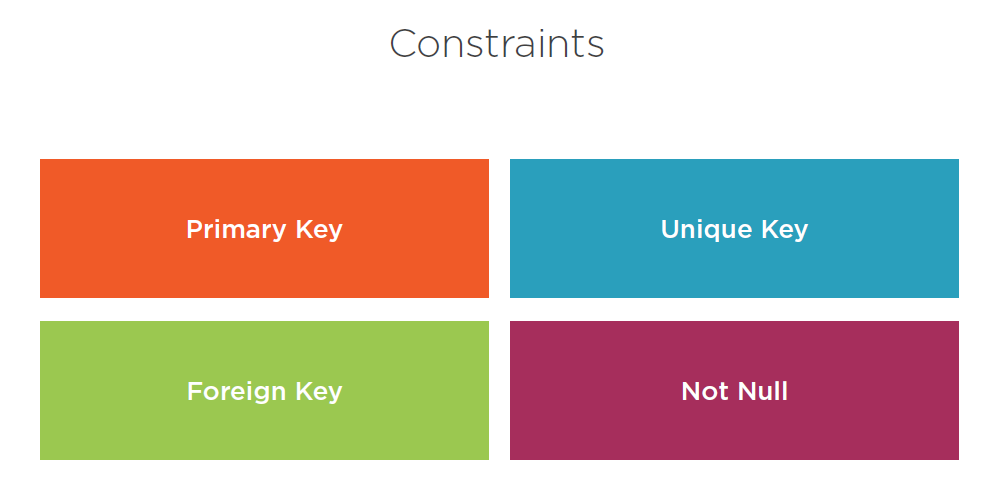 Constraints
Primary Key
Unique Key
Foreign Key
Not Null